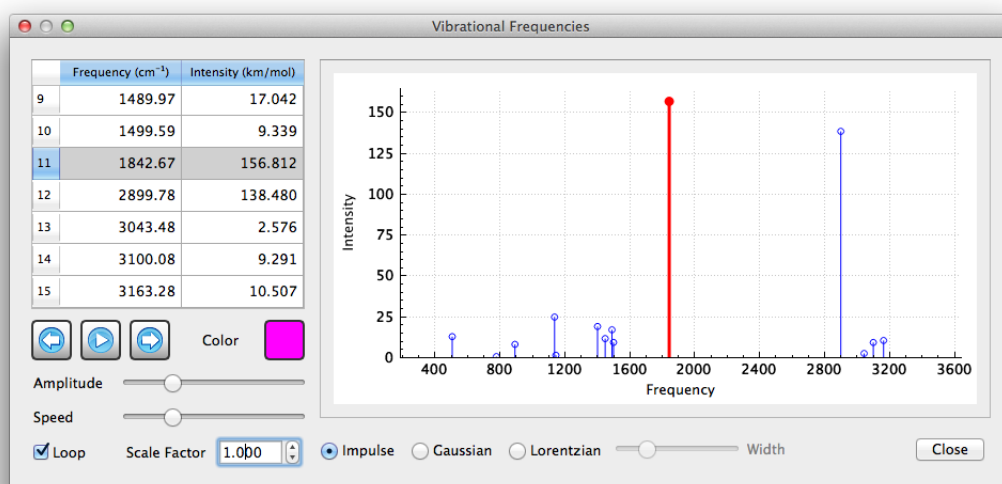 Vibrational Frequencies
Frequency (cm⁻¹) Intensity (km/mol)
9 1489.97 17.042
10 1499.59 9.339
11 1842.67 156.812
12 2899.78 138.480
13 3043.48 2.576
14 3100.08 9.291
15 3163.28 10.507
Color
Amplitude
Speed
Loop Scale Factor 1.000
Intensity
150
125
100
75
50
25
0
400 800 1200 1600 2000 2400 2800 3200 3600
Frequency
Impulse Gaussian Lorentzian Width Close